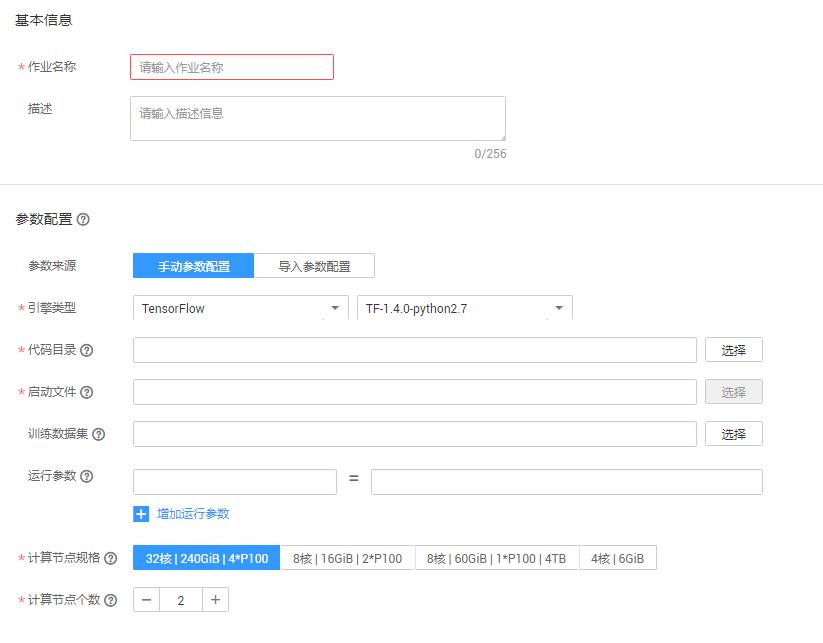 基本信息
* 作业名称 请输入作业名称
描述 请输入描述信息
0/256
参数配置 ?
参数来源 手动参数配置 导入参数配置
* 引擎类型 TensorFlow TF-1.4.0-python2.7
* 代码目录 ? 选择
* 启动文件 ? 选择
训练数据集 ? 选择
运行参数 ? =
+ 增加运行参数
* 计算节点规格 ? 32核 | 240GiB | 4*P100 8核 | 16GiB | 2*P100 8核 | 60GiB | 1*P100 | 4TB 4核 | 6GiB
* 计算节点个数 ? − 2 +